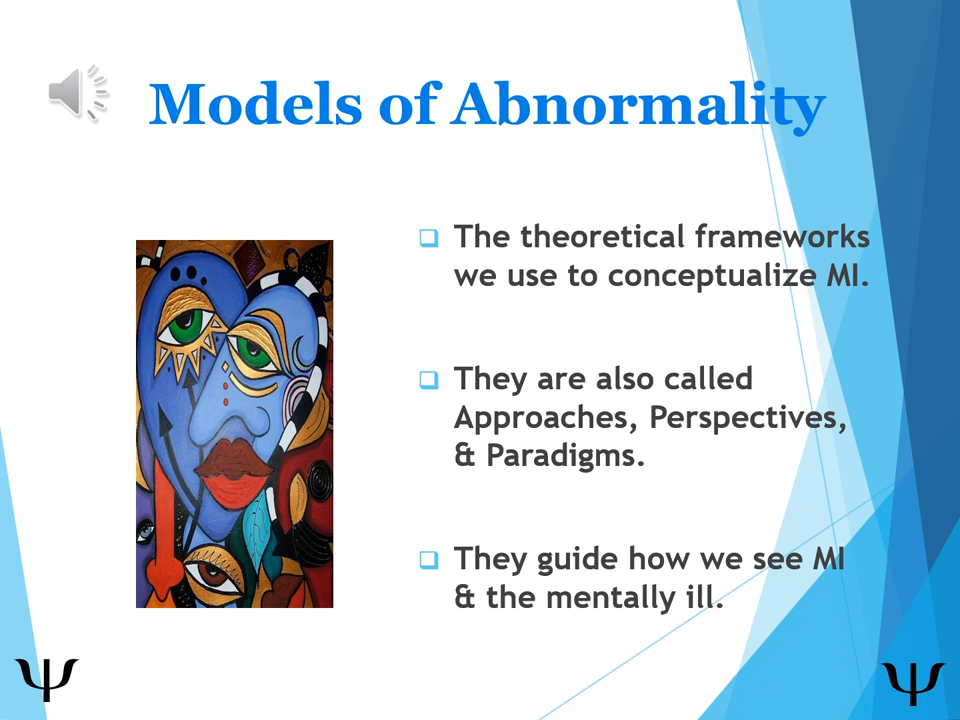 Models of Abnormality
The theoretical frameworks
we use to conceptualize MI.
They are also called
Approaches, Perspectives,
& Paradigms.
They guide how we see MI
& the mentally ill.
Ψ
Ψ